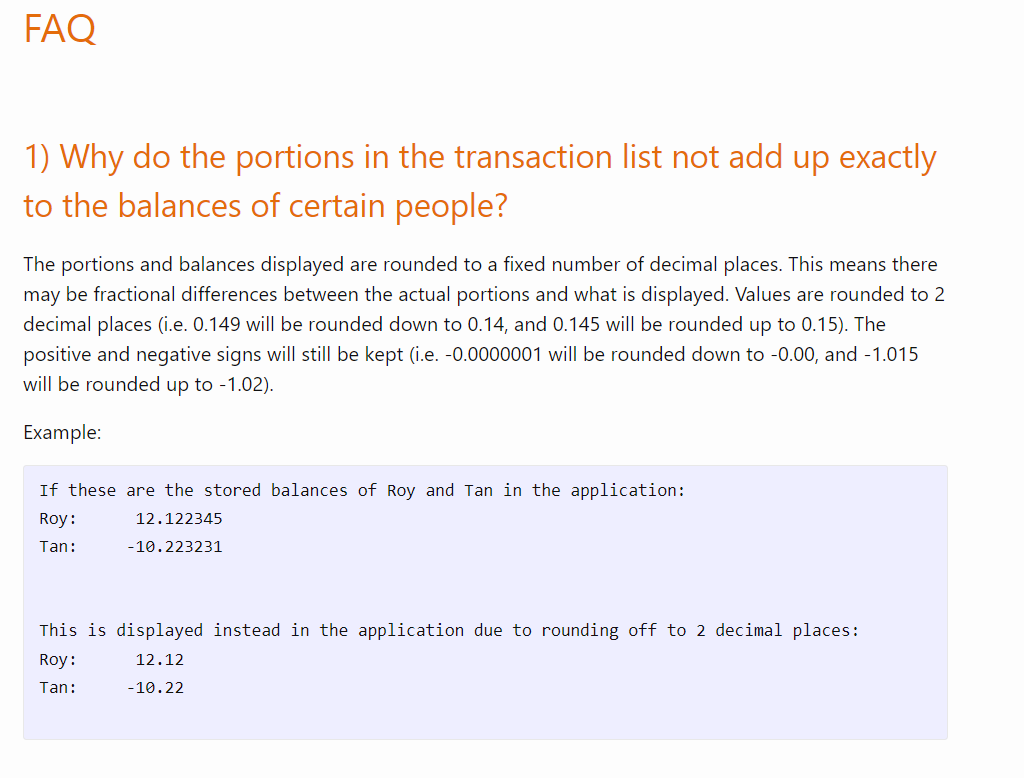 FAQ
1) Why do the portions in the transaction list not add up exactly
to the balances of certain people?
The portions and balances displayed are rounded to a fixed number of decimal places. This means there
may be fractional differences between the actual portions and what is displayed. Values are rounded to 2
decimal places (i.e. 0.149 will be rounded down to 0.14, and 0.145 will be rounded up to 0.15). The
positive and negative signs will still be kept (i.e. -0.0000001 will be rounded down to -0.00, and -1.015
will be rounded up to -1.02).
Example:
If these are the stored balances of Roy and Tan in the application:
Roy: 12.122345
Tan: -10.223231
This is displayed instead in the application due to rounding off to 2 decimal places:
Roy: 12.12
Tan: -10.22